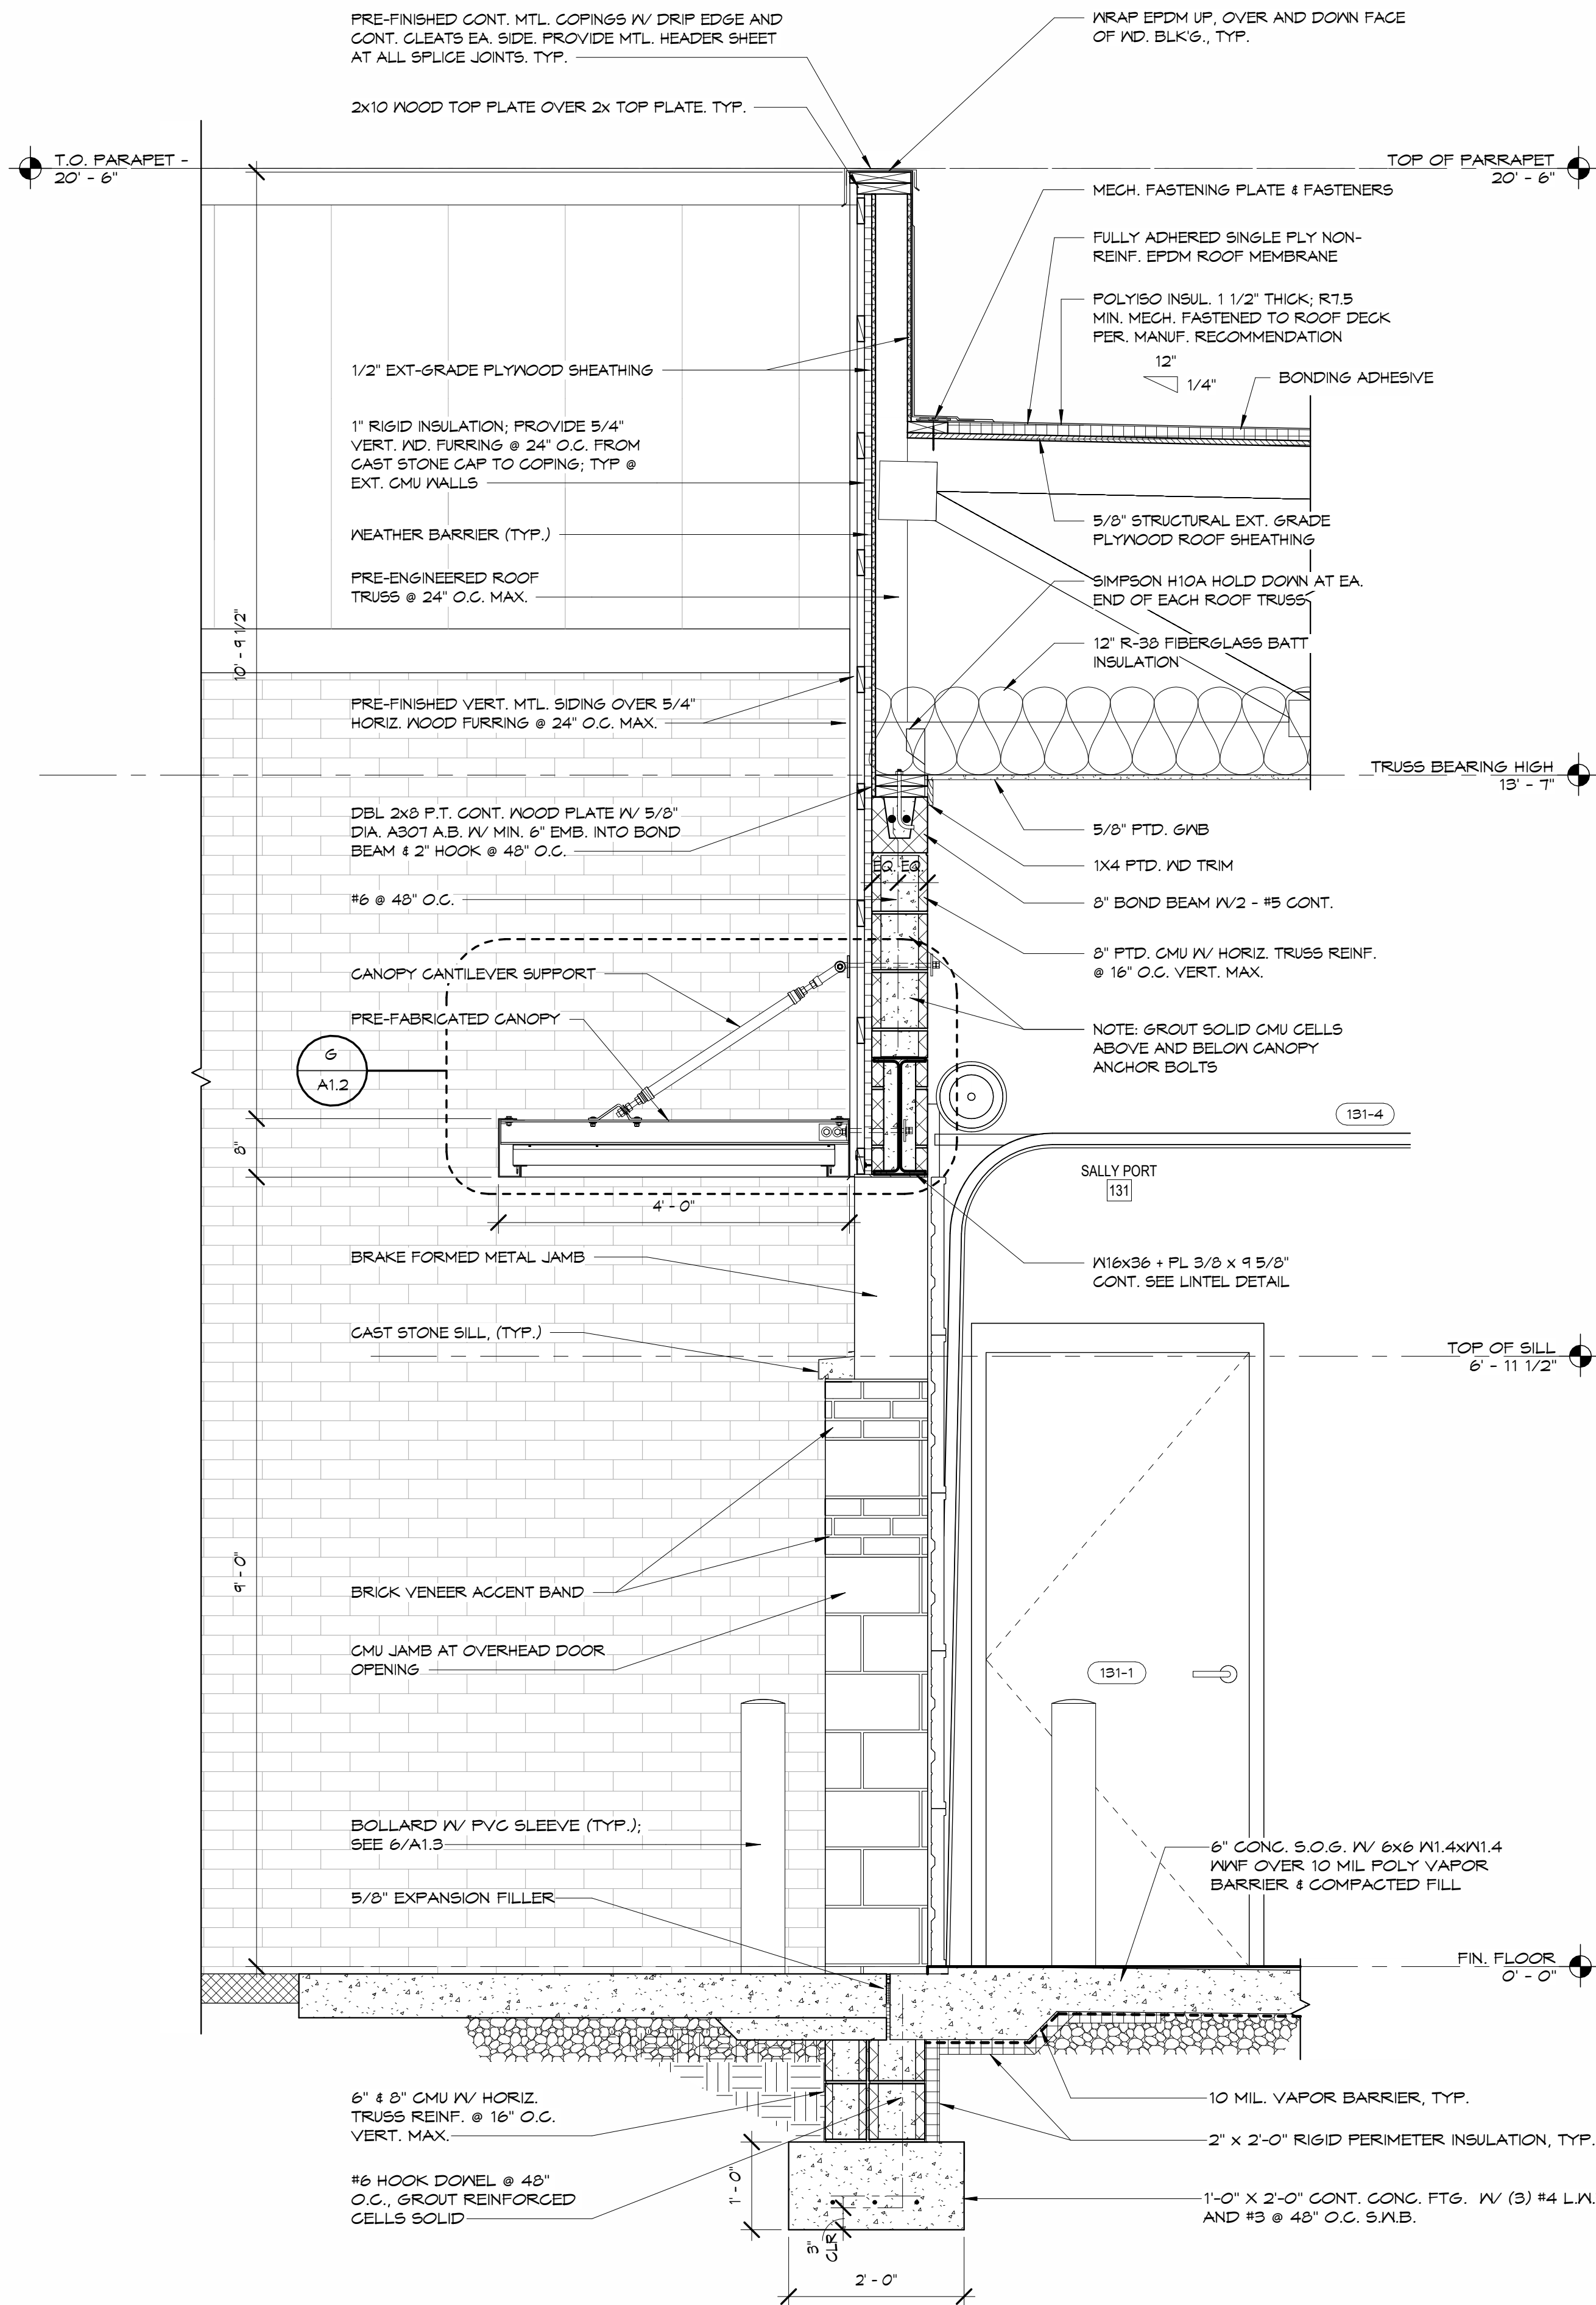 PRE-FINISHED CONT. MTL. COPINGS W/ DRIP EDGE AND
CONT. CLEATS EA. SIDE. PROVIDE MTL. HEADER SHEET
AT ALL SPLICE JOINTS. TYP.
WRAP EPDM UP, OVER AND DOWN FACE
OF WD. BLK'G., TYP.
2x10 WOOD TOP PLATE OVER 2x TOP PLATE. TYP.
T.O. PARAPET -
20' - 6"
TOP OF PARRAPET
20' - 6"
MECH. FASTENING PLATE & FASTENERS
FULLY ADHERED SINGLE PLY NON-
REINF. EPDM ROOF MEMBRANE
POLYISO INSUL. 1 1/2" THICK; R7.5
MIN. MECH. FASTENED TO ROOF DECK
PER. MANUF. RECOMMENDATION
12"
1/4"
BONDING ADHESIVE
1/2" EXT-GRADE PLYWOOD SHEATHING
1" RIGID INSULATION; PROVIDE 5/4"
VERT. WD. FURRING @ 24" O.C. FROM
CAST STONE CAP TO COPING; TYP @
EXT. CMU WALLS
WEATHER BARRIER (TYP.)
5/8" STRUCTURAL EXT. GRADE
PLYWOOD ROOF SHEATHING
PRE-ENGINEERED ROOF
TRUSS @ 24" O.C. MAX.
SIMPSON H10A HOLD DOWN AT EA.
END OF EACH ROOF TRUSS
10' - 9 1/2"
12" R-38 FIBERGLASS BATT
INSULATION
PRE-FINISHED VERT. MTL. SIDING OVER 5/4"
HORIZ. WOOD FURRING @ 24" O.C. MAX.
TRUSS BEARING HIGH
13' - 7"
DBL 2x8 P.T. CONT. WOOD PLATE W/ 5/8"
DIA. A307 A.B. W/ MIN. 6" EMB. INTO BOND
BEAM & 2" HOOK @ 48" O.C.
5/8" PTD. GWB
1X4 PTD. WD TRIM
EQ. EQ.
#6 @ 48" O.C.
8" BOND BEAM W/2 - #5 CONT.
8" PTD. CMU W/ HORIZ. TRUSS REINF.
@ 16" O.C. VERT. MAX.
CANOPY CANTILEVER SUPPORT
PRE-FABRICATED CANOPY
NOTE: GROUT SOLID CMU CELLS
ABOVE AND BELOW CANOPY
ANCHOR BOLTS
G
A1.2
131-4
8"
SALLY PORT
131
4' - 0"
BRAKE FORMED METAL JAMB
W16x36 + PL 3/8 x 9 5/8"
CONT. SEE LINTEL DETAIL
CAST STONE SILL, (TYP.)
TOP OF SILL
6' - 11 1/2"
9' - 0"
BRICK VENEER ACCENT BAND
CMU JAMB AT OVERHEAD DOOR
OPENING
131-1
BOLLARD W/ PVC SLEEVE (TYP.);
SEE 6/A1.3
6" CONC. S.O.G. W/ 6x6 W1.4xW1.4
WWF OVER 10 MIL POLY VAPOR
BARRIER & COMPACTED FILL
5/8" EXPANSION FILLER
FIN. FLOOR
0' - 0"
6" & 8" CMU W/ HORIZ.
TRUSS REINF. @ 16" O.C.
VERT. MAX.
10 MIL. VAPOR BARRIER, TYP.
2" x 2'-0" RIGID PERIMETER INSULATION, TYP.
#6 HOOK DOWEL @ 48"
O.C., GROUT REINFORCED
CELLS SOLID
1' - 0"
1'-0" X 2'-0" CONT. CONC. FTG. W/ (3) #4 L.W.
AND #3 @ 48" O.C. S.W.B.
3"
CLR
2' - 0"